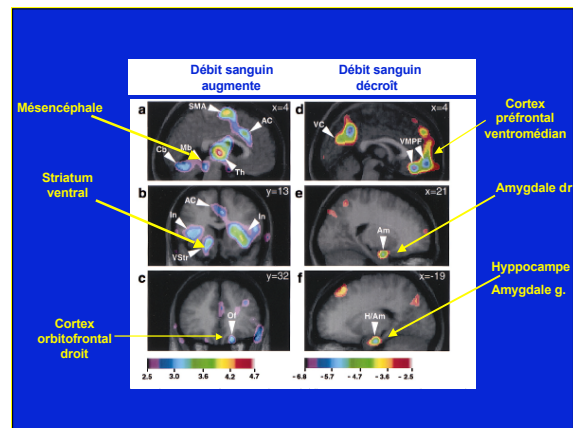 Débit sanguin
augmente
Débit sanguin
décroît
Mésencéphale
Striatum
ventral
Cortex
orbitofrontal
droit
a
SMA
x=4
AC
Mb
Cb
Th
b
y=13
AC
In
In
VStr
c
y=32
Of
2.5 3.0 3.6 4.2 4.7
d
x=4
VC
VMPF
e
x=21
Am
f
x=-19
H/Am
-6.8 -5.7 -4.7 -3.6 -2.5
Cortex
préfrontal
ventromédian
Amygdale dr
Hyppocampe
Amygdale g.